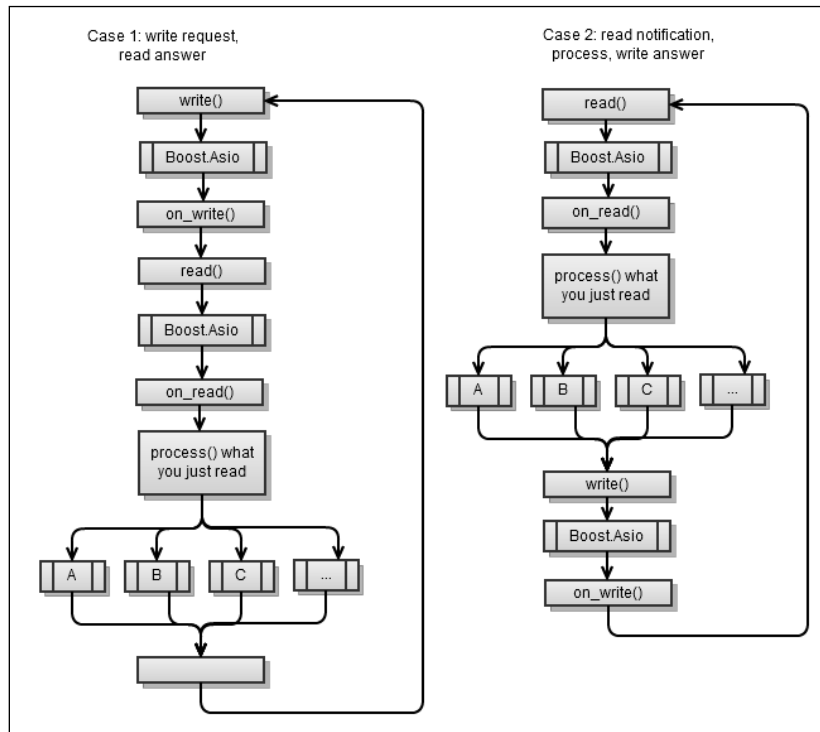 Case 1: write request,
read answer
write()
Boost.Asio
on_write()
read()
Boost.Asio
on_read()
process() what
you just read
A
B
C
...
Case 2: read notification,
process, write answer
read()
Boost.Asio
on_read()
process() what
you just read
A
B
C
...
write()
Boost.Asio
on_write()